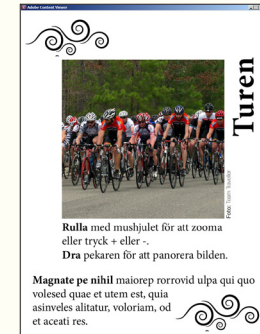 Adobe Content Viewer
Turen
Foto: Team Traveller
Rulla med mushjulet för att zooma
eller tryck + eller -.
Dra pekaren för att panorera bilden.
Magnate pe nihil maiorep rorrovid ulpa qui quo
volesed quae et utem est, quia
asinveles alitatur, voloriam, od
et aceati res.